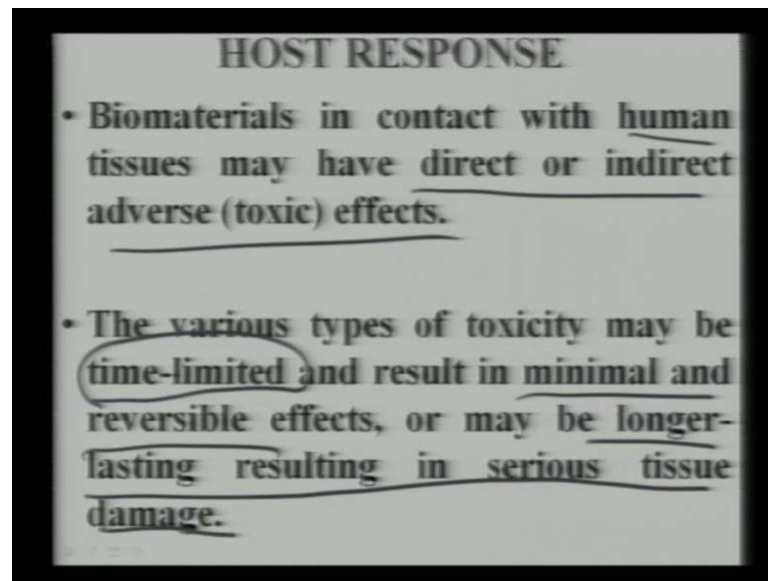 HOST RESPONSE
• Biomaterials in contact with human
tissues may have direct or indirect
adverse (toxic) effects.
• The various types of toxicity may be
time-limited and result in minimal and
reversible effects, or may be longer-
lasting resulting in serious tissue
damage.